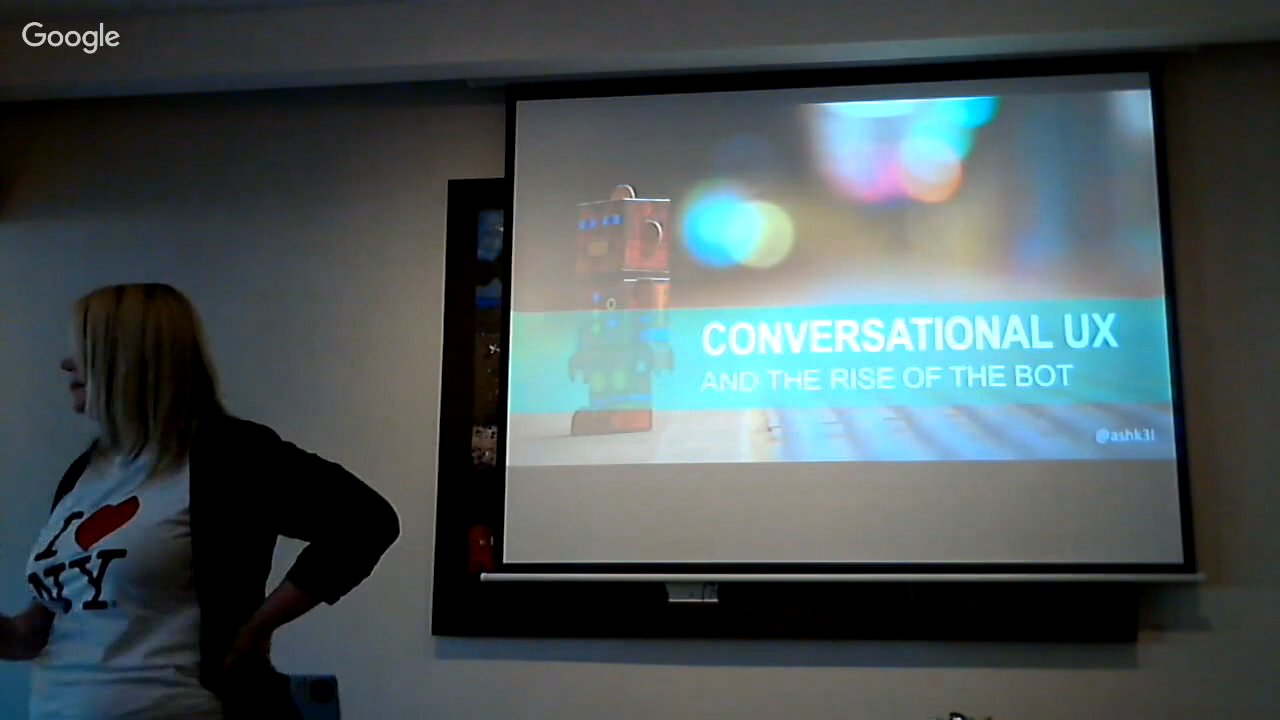 Google
CONVERSATIONAL UX
AND THE RISE OF THE BOT
@ashk3l
I
NY